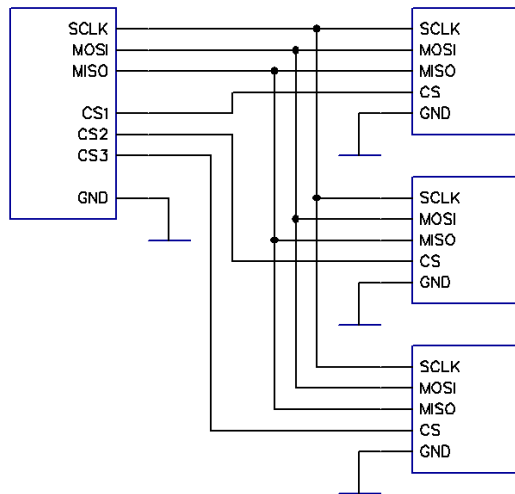 SCLK
MOSI
MISO
CS1
CS2
CS3
GND
SCLK
MOSI
MISO
CS
GND
SCLK
MOSI
MISO
CS
GND
SCLK
MOSI
MISO
CS
GND